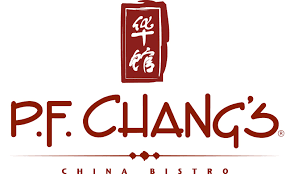 华
馆
P.F. CHANG'S®
CHINA BISTRO